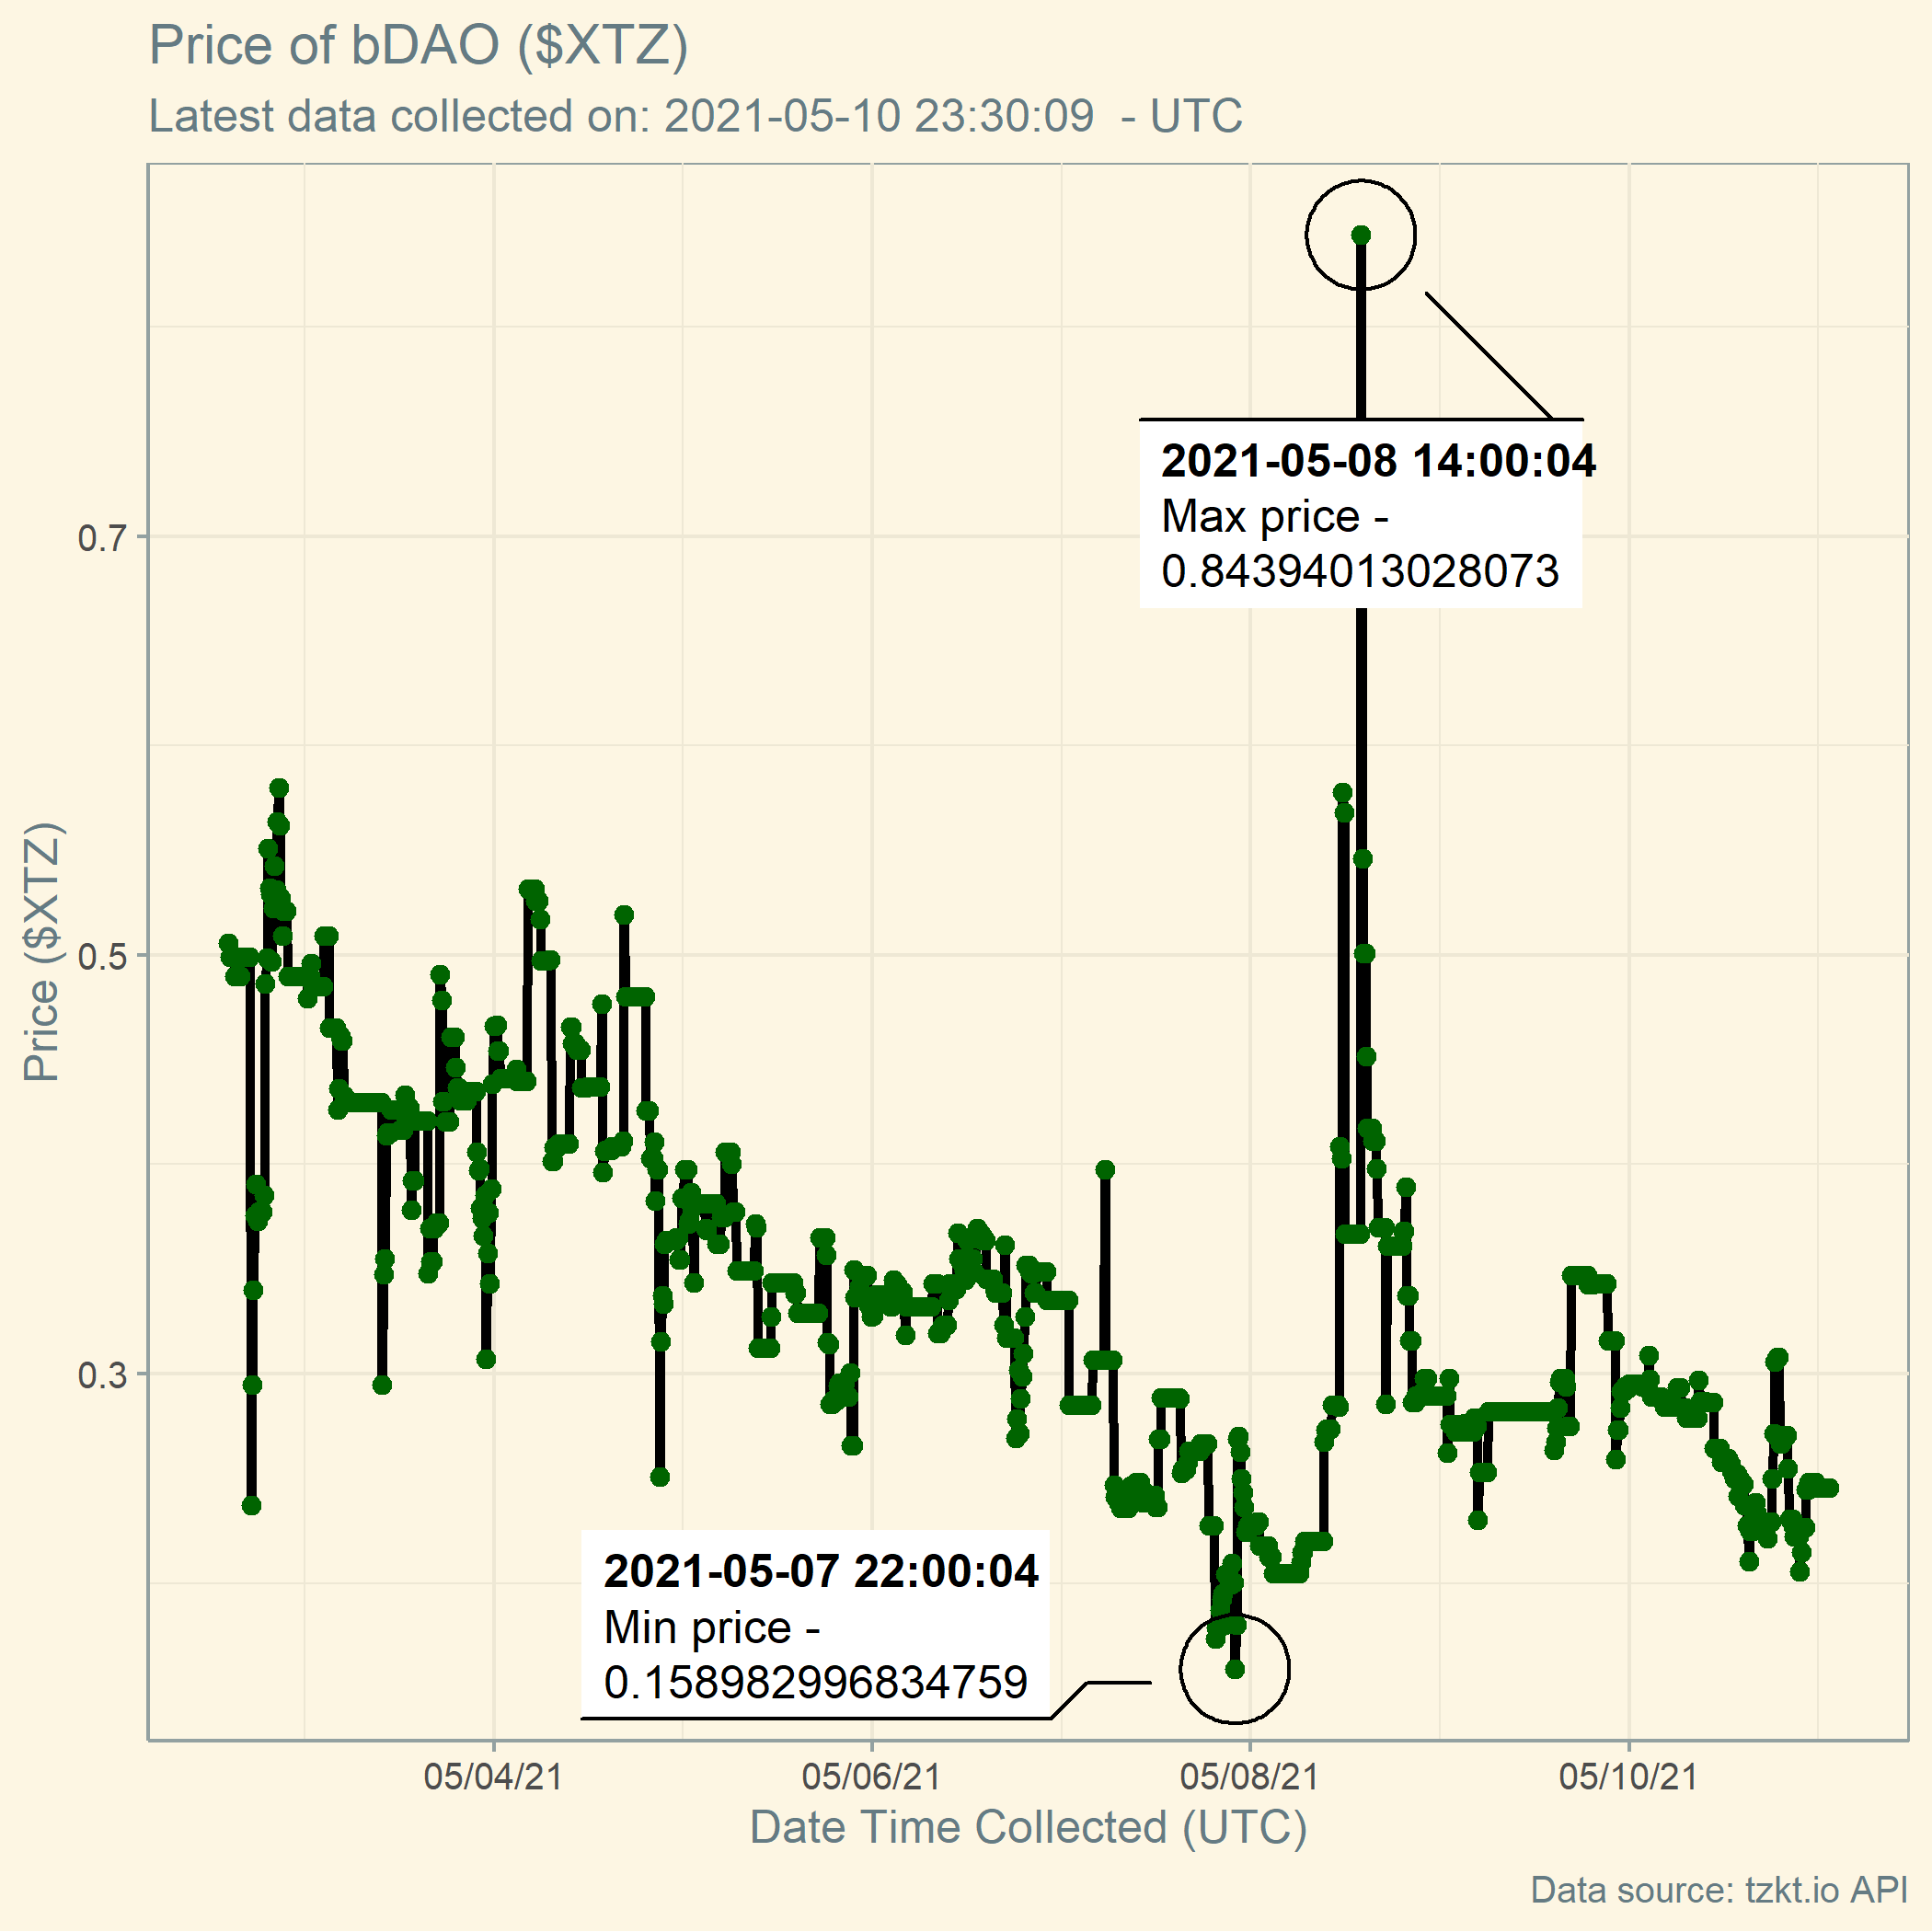 Price of bDAO ($XTZ)
Latest data collected on: 2021-05-10 23:30:09  - UTC
2021-05-08 14:00:04
Max price -
0.84394013028073
0.7
0.5
0.3
Price ($XTZ)
2021-05-07 22:00:04
Min price -
0.158982996834759
05/04/21
05/06/21
05/08/21
05/10/21
Date Time Collected (UTC)
Data source: tzkt.io API